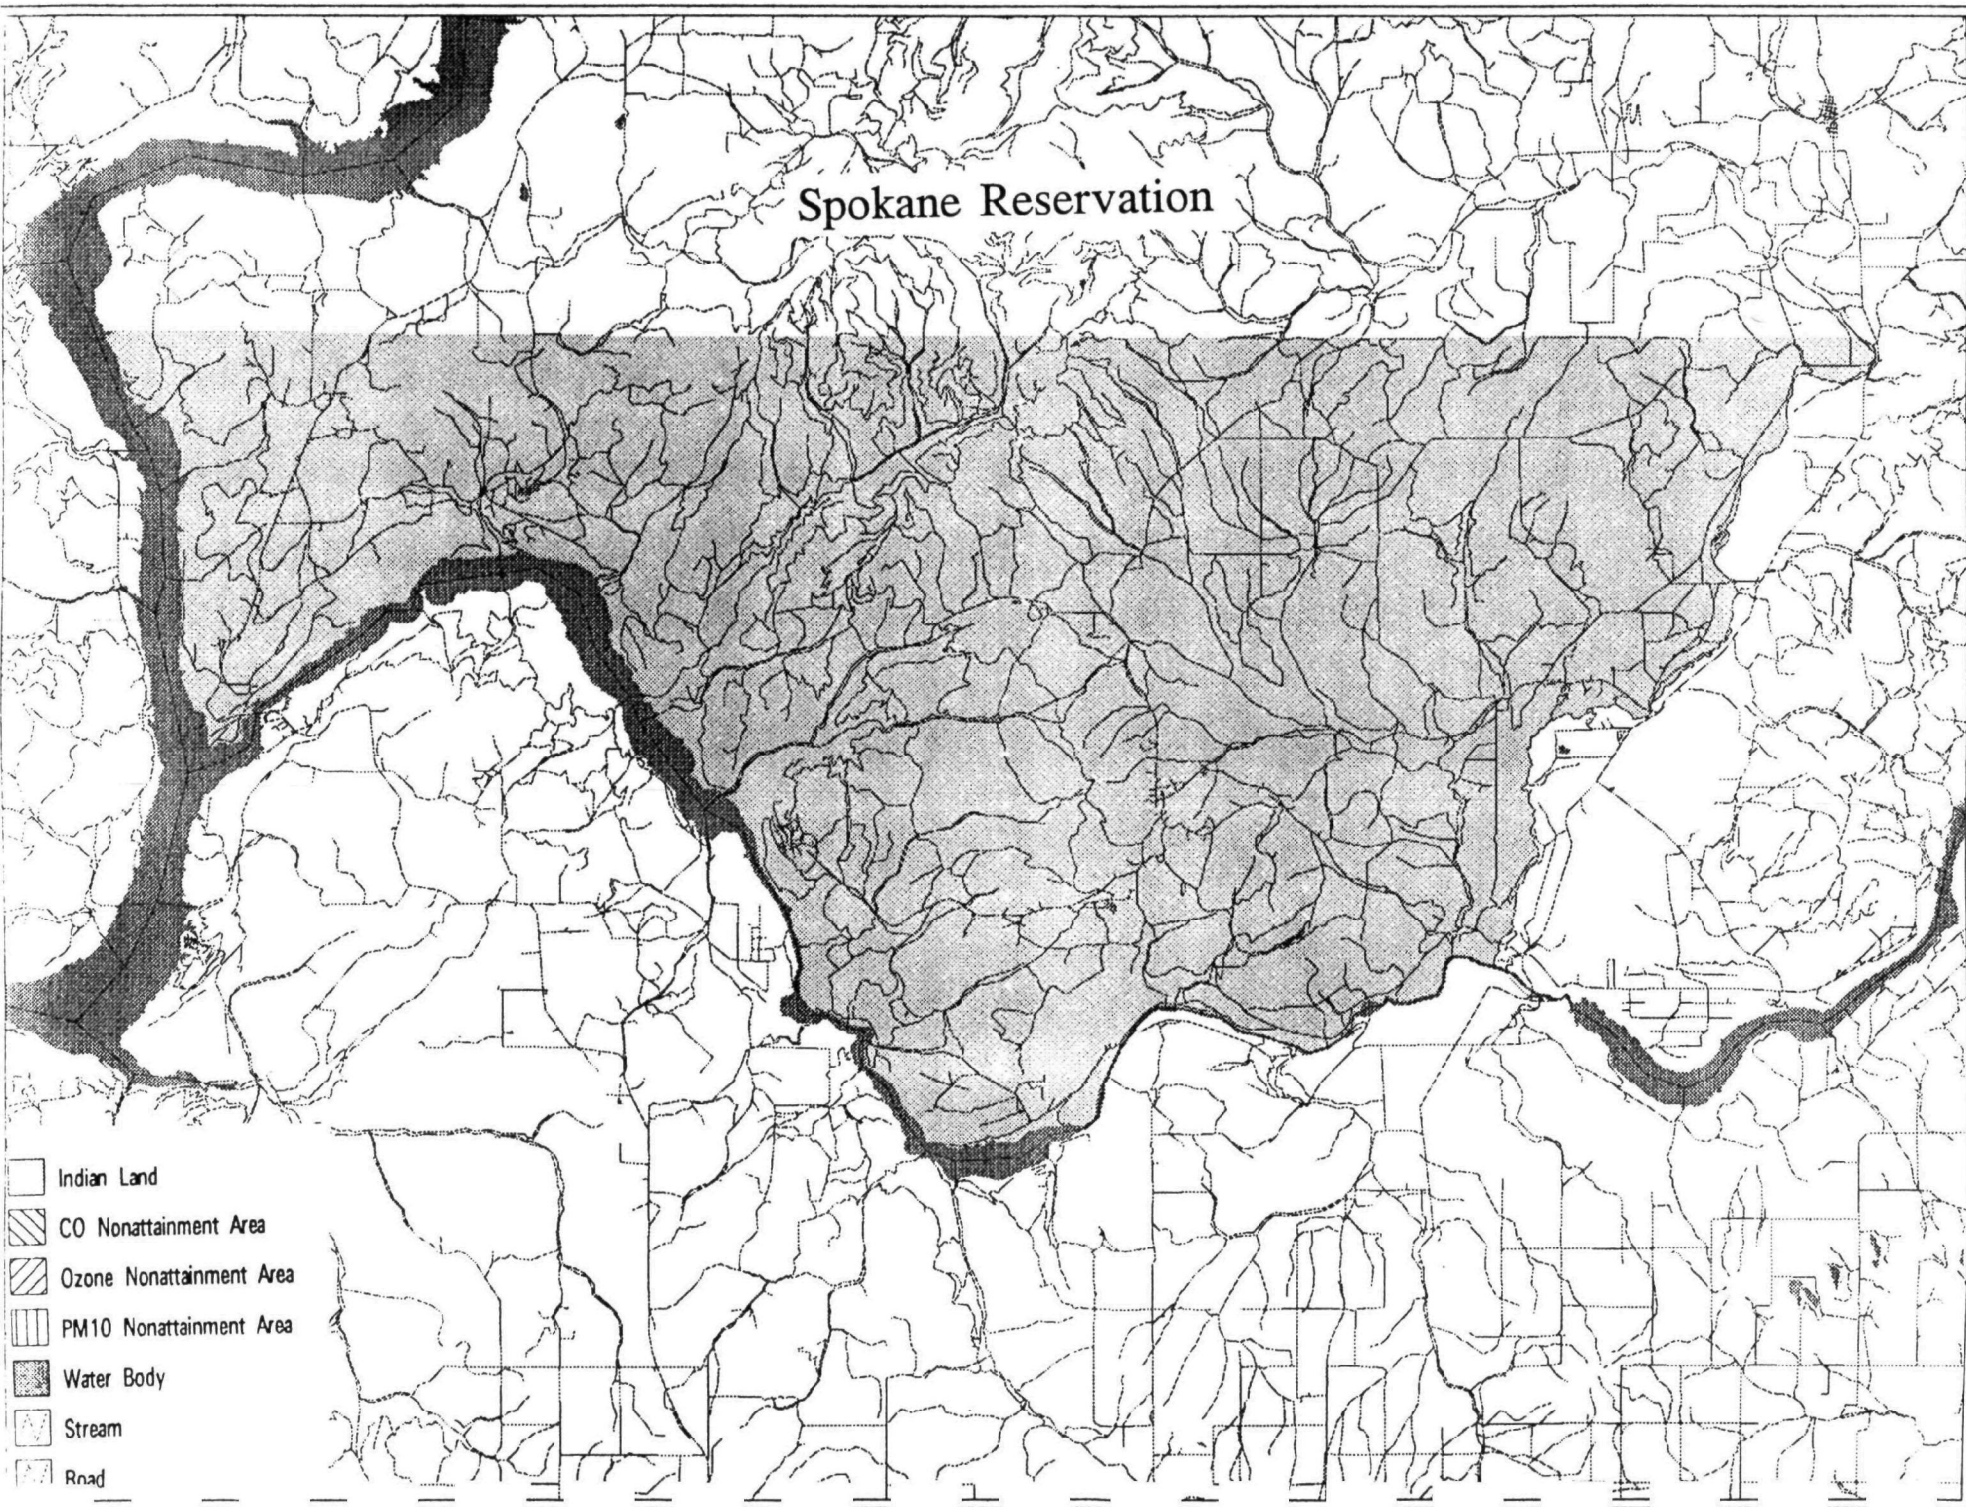 Spokane Reservation
Indian Land
CO Nonattainment Area
Ozone Nonattainment Area
PM10 Nonattainment Area
Water Body
Stream
Road